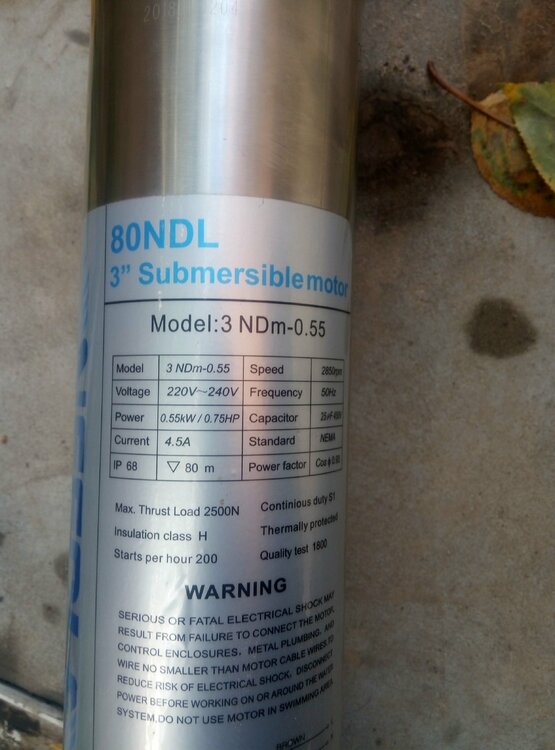 80NDL
3" Submersible motor
Model:3 NDm-0.55
Model 3 NDm-0.55 Speed 2850rpm
Voltage 220V~240V Frequency 50Hz
Power 0.55kW / 0.75HP Capacitor
Current 4.5A Standard NEMA
IP 68 ▽ 80 m Power factor Cosφ
Max. Thrust Load 2500N Continious duty S1
Insulation class H Thermally protected
Starts per hour 200 Quality test 1800
WARNING
SERIOUS OR FATAL ELECTRICAL SHOCK MAY
RESULT FROM FAILURE TO CONNECT THE MOTOR,
CONTROL ENCLOSURES, METAL PLUMBING, AND
WIRE NO SMALLER THAN MOTOR CABLE WIRES TO
REDUCE RISK OF ELECTRICAL SHOCK, DISCONNECT
POWER BEFORE WORKING ON OR AROUND THE WATER
SYSTEM,DO NOT USE MOTOR IN SWIMMING AREA
BROWN